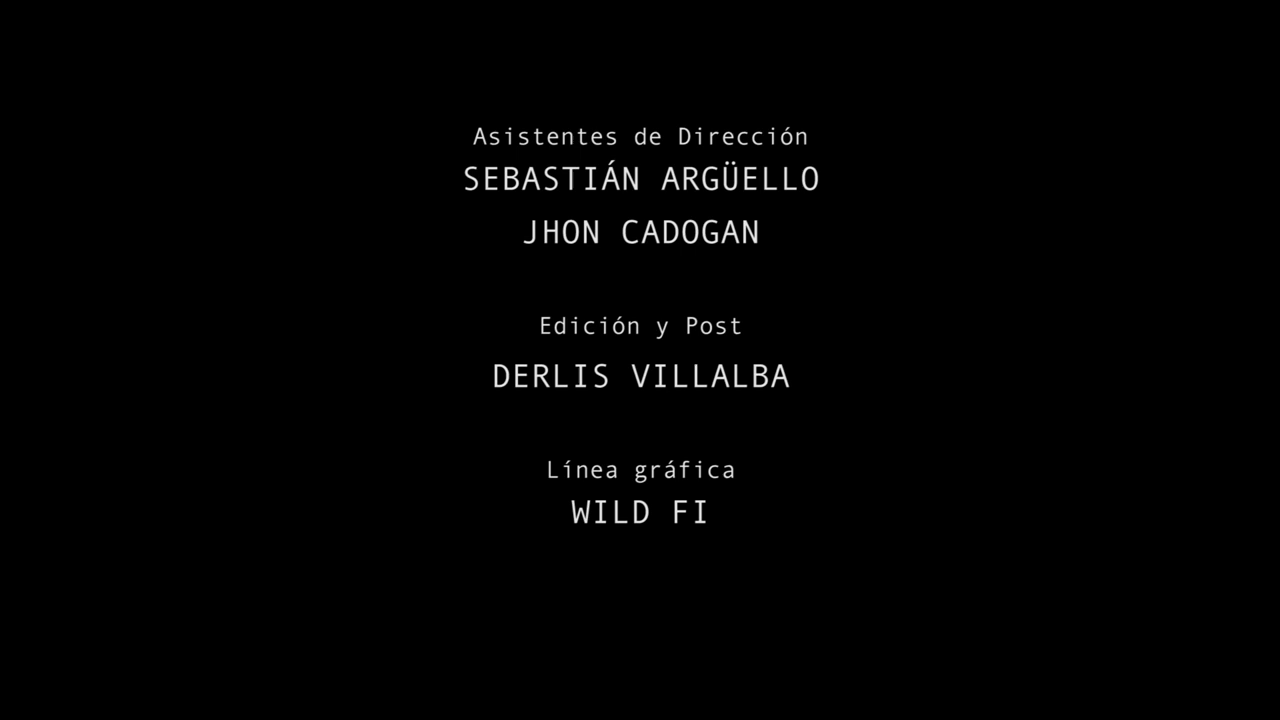 Asistentes de Dirección
SEBASTIÁN ARGÜELLO
JHON CADOGAN
Edición y Post
DERLIS VILLALBA
Línea gráfica
WILD FI